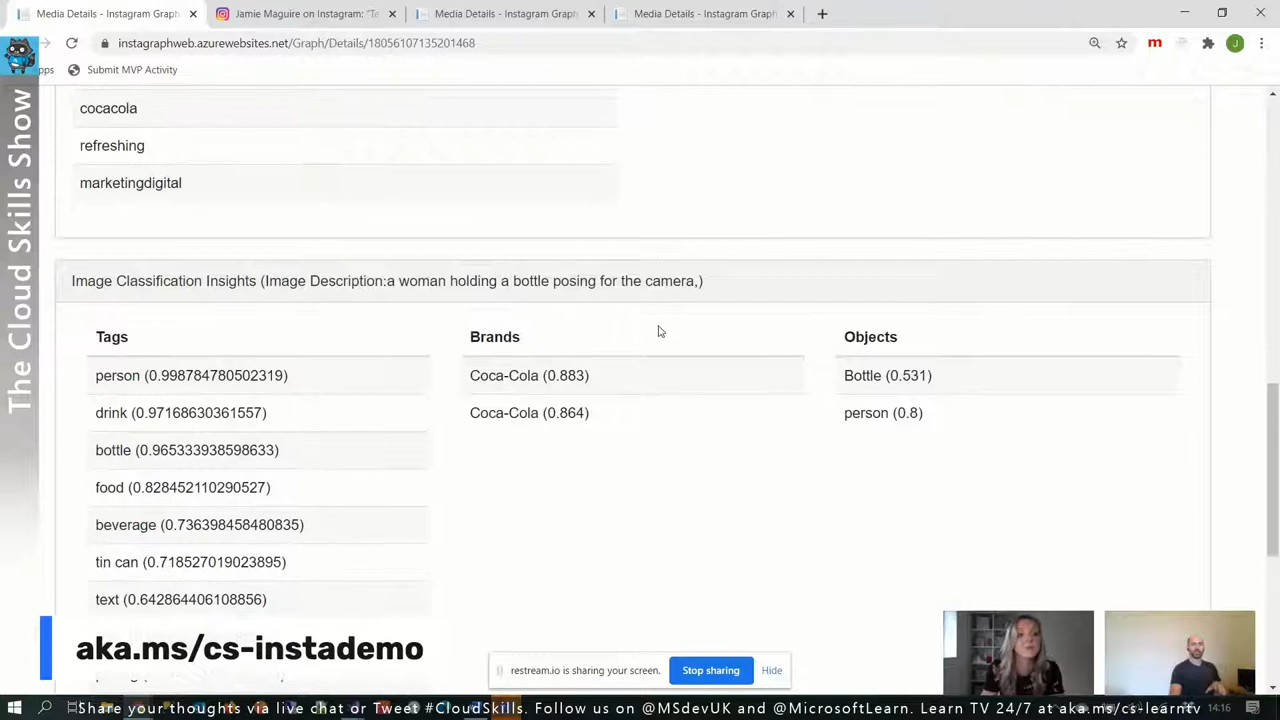 Media Details - Instagram Graph
Jamie Maguire on Instagram: "Te
Media Details - Instagram Graph
Media Details - Instagram Graph
instagraphweb.azurewebsites.net/Graph/Details/18056107135201468
m
J
pps
Submit MVP Activity
The Cloud Skills Show
cocacola
refreshing
marketingdigital
Image Classification Insights (Image Description:a woman holding a bottle posing for the camera,)
Tags
Brands
Objects
person (0.998784780502319)
Coca-Cola (0.883)
Bottle (0.531)
drink (0.97168630361557)
Coca-Cola (0.864)
person (0.8)
bottle (0.965333938598633)
food (0.828452110290527)
beverage (0.736398458480835)
tin can (0.718527019023895)
text (0.642864406108856)
aka.ms/cs-instademo
restream.io is sharing your screen.
Stop sharing
Hide
Share your thoughts via live chat or Tweet #CloudSkills. Follow us on @MSdevUK and @MicrosoftLearn. Learn TV 24/7 at aka.ms/cs-learntv
14:16